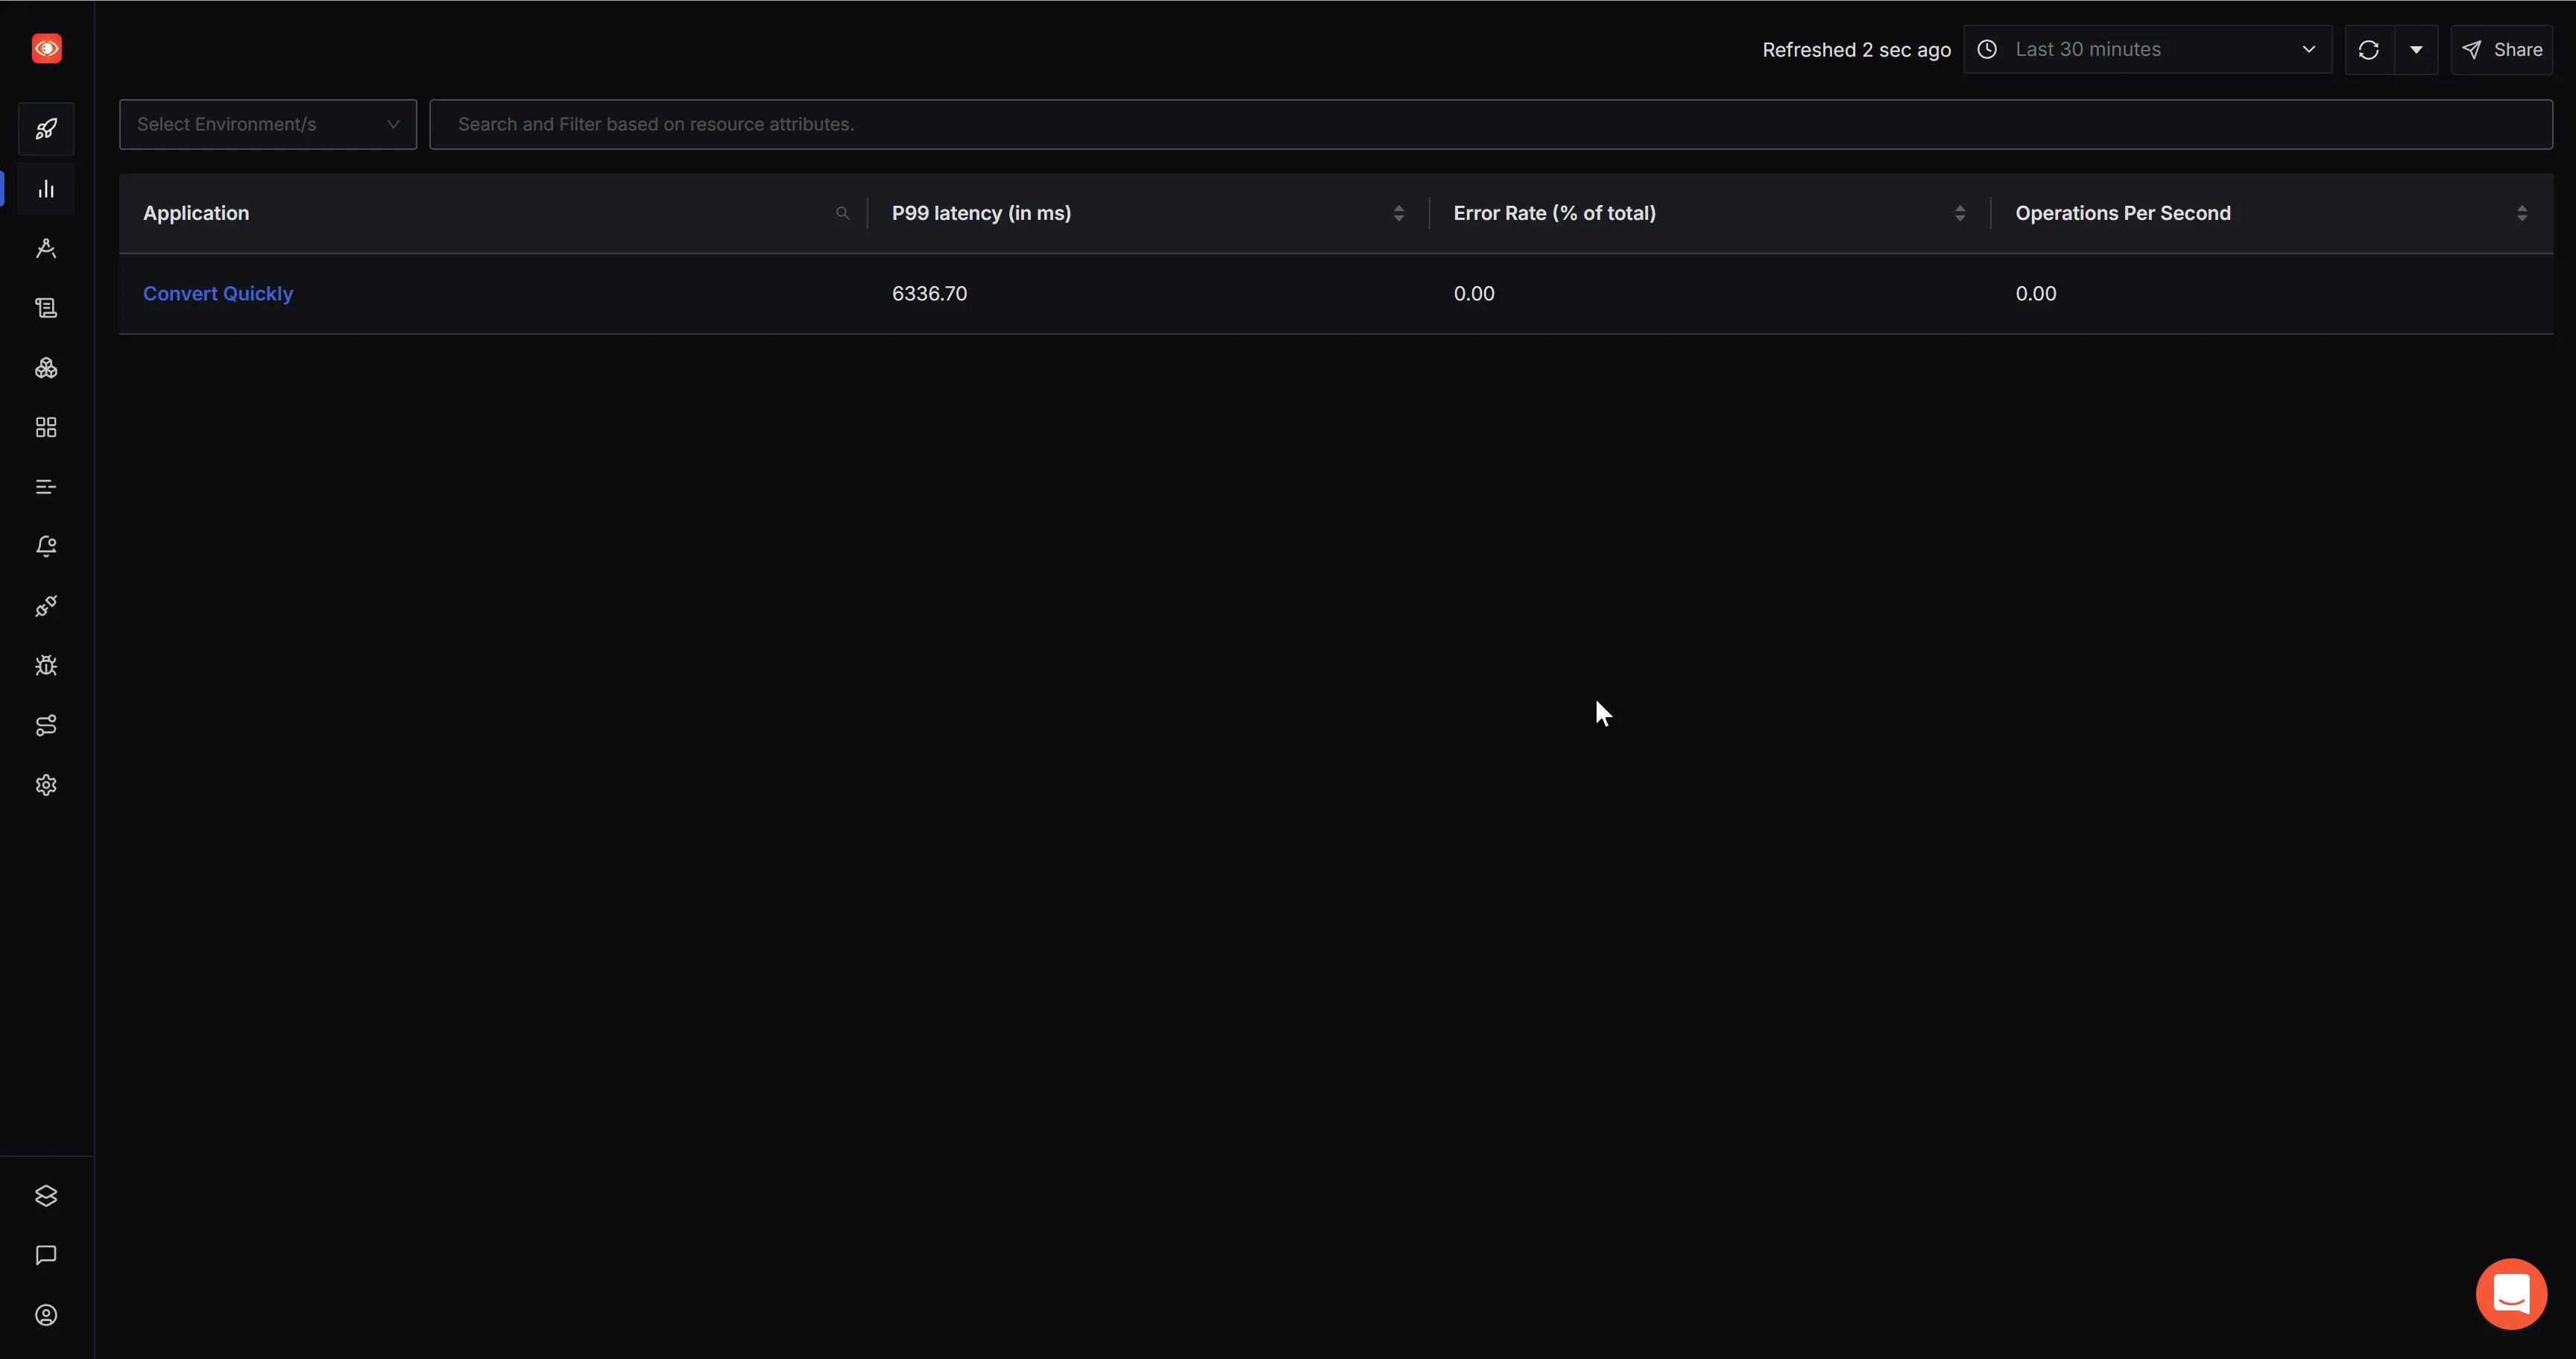 Refreshed 2 sec ago Last 30 minutes Share
Select Environment/s Search and Filter based on resource attributes.
Application P99 latency (in ms) Error Rate (% of total) Operations Per Second
Convert Quickly 6336.70 0.00 0.00